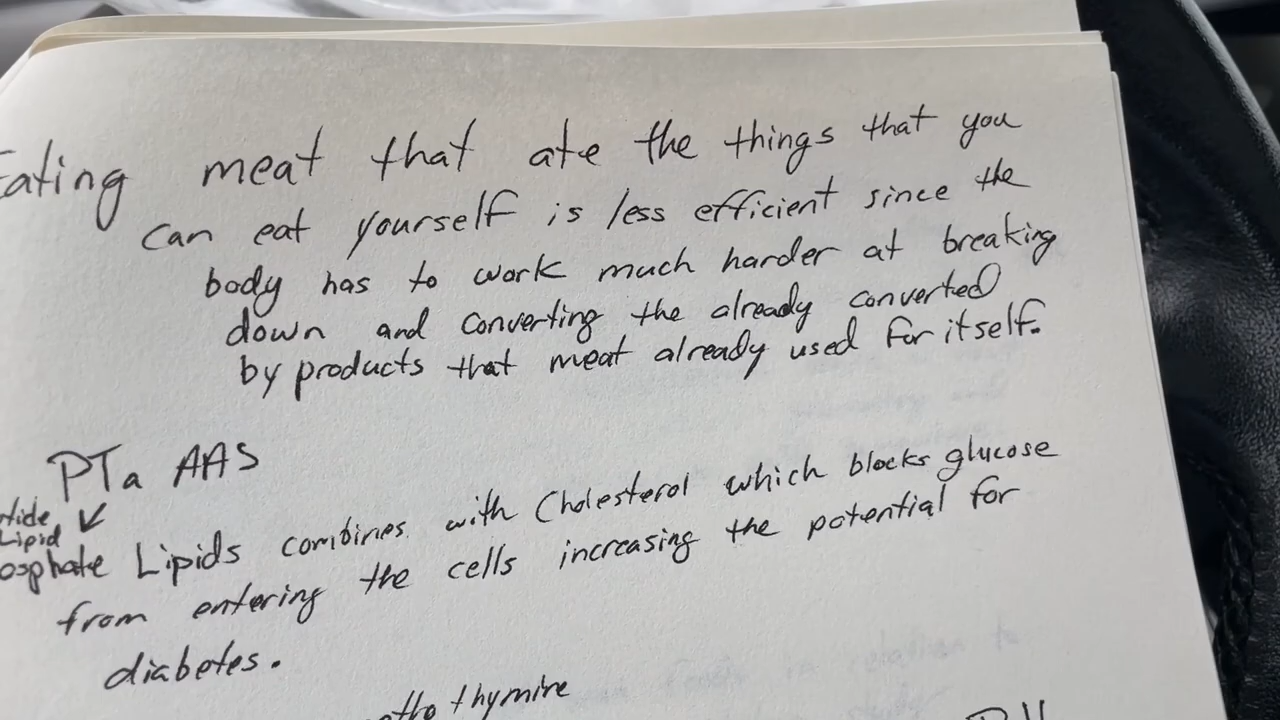 Eating meat that ate the things that you
can eat yourself is less efficient since the
body has to work much harder at breaking
down and converting the already converted
by products that meat already used for itself.
PTa AAS
Lipid
Lipids combines with Cholesterol which blocks glucose
from entering the cells increasing the potential for
diabetes.
thymine